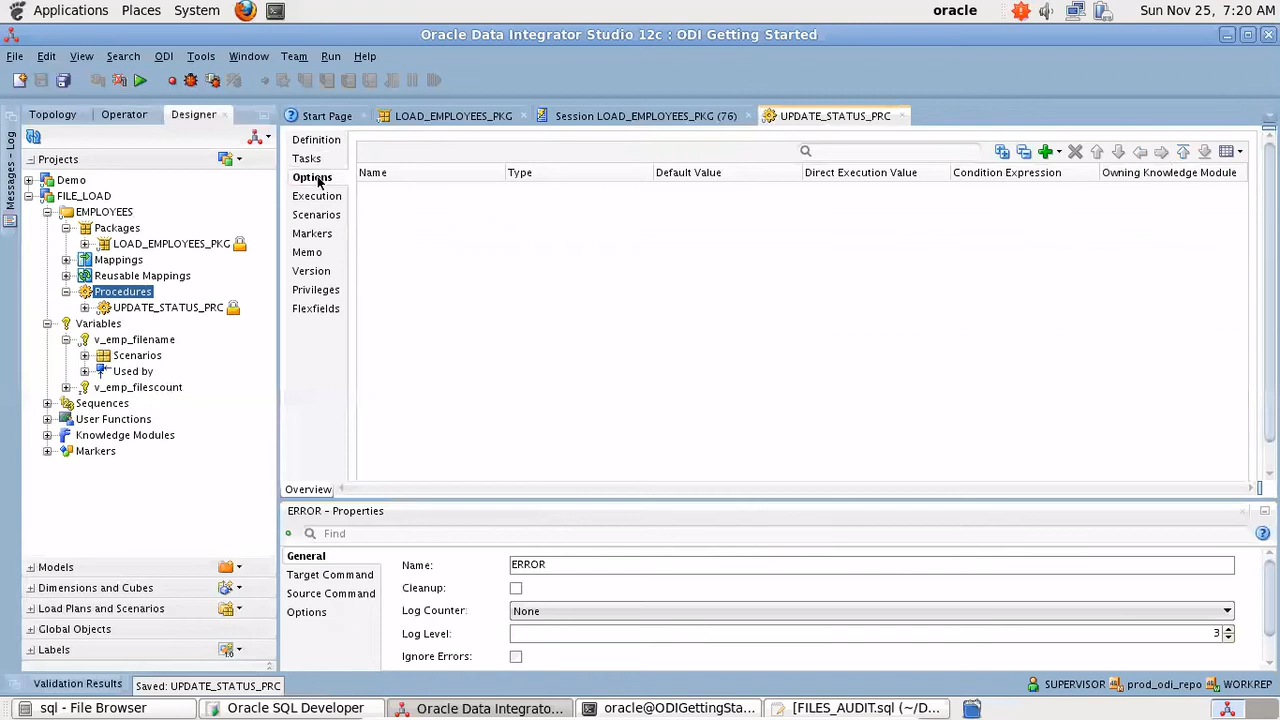 Applications Places System oracle Sun Nov 25, 7:20 AM
Oracle Data Integrator Studio 12c : ODI Getting Started
File Edit View Search ODI Tools Window Team Run Help
Topology Operator Designer Start Page LOAD_EMPLOYEES_PKG Session LOAD_EMPLOYEES_PKG (76) UPDATE_STATUS_PRC
Messages - Log
Projects
Demo
FILE_LOAD
EMPLOYEES
Packages
LOAD_EMPLOYEES_PKG
Mappings
Reusable Mappings
Procedures
UPDATE_STATUS_PRC
Variables
v_emp_filename
Scenarios
Used by
v_emp_filescount
Sequences
User Functions
Knowledge Modules
Markers
Models
Dimensions and Cubes
Load Plans and Scenarios
Global Objects
Labels
Definition
Tasks
Options
Execution
Scenarios
Markers
Memo
Version
Privileges
Flexfields
Name Type Default Value Direct Execution Value Condition Expression Owning Knowledge Module
Overview
ERROR - Properties
Find
General
Target Command
Source Command
Options
Name: ERROR
Cleanup:
Log Counter: None
Log Level: 3
Ignore Errors:
Validation Results Saved: UPDATE_STATUS_PRC SUPERVISOR prod_odi_repo WORKREP
sql - File Browser Oracle SQL Developer Oracle Data Integrato... oracle@ODIGettingSta... [FILES_AUDIT.sql (~/D...